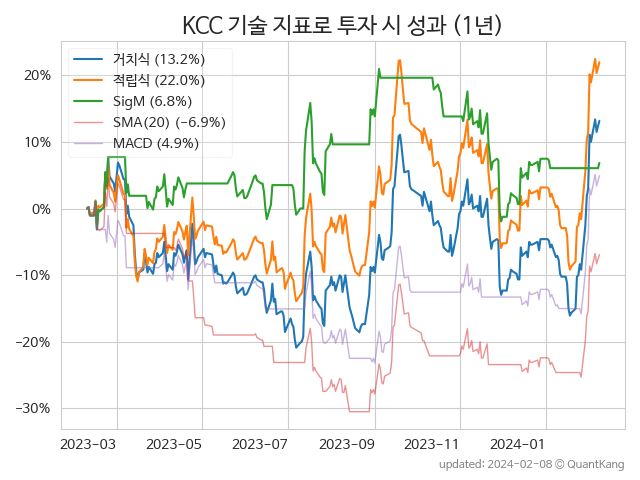 KCC 기술 지표로 투자 시 성과 (1년)
거치식 (13.2%)
적립식 (22.0%)
SigM (6.8%)
SMA(20) (−6.9%)
MACD (4.9%)
20%
10%
0%
−10%
−20%
−30%
2023-03 2023-05 2023-07 2023-09 2023-11 2024-01
updated: 2024-02-08 © QuantKang